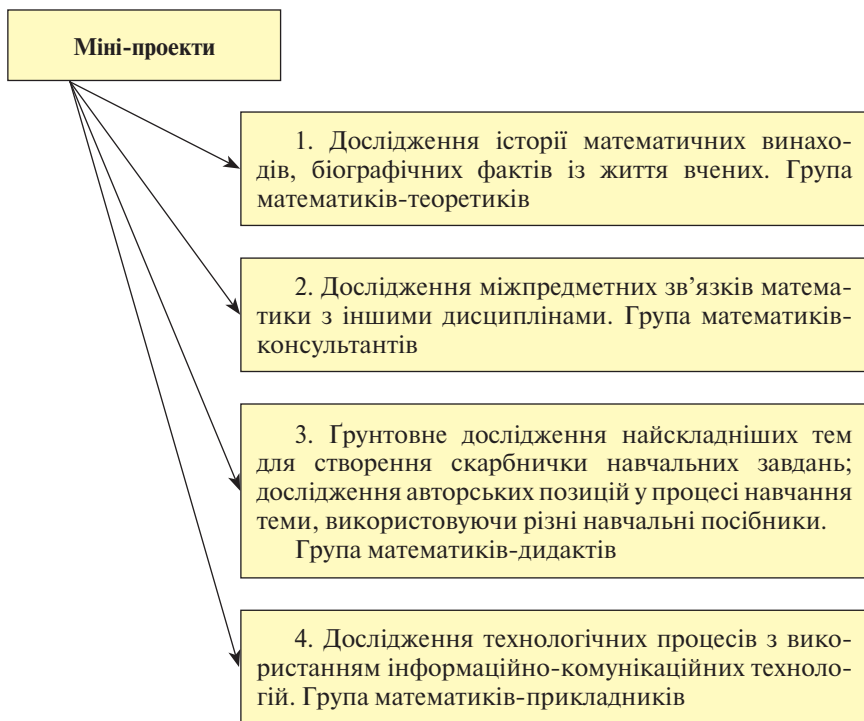 Міні-проекти
1. Дослідження історії математичних винахо-
дів, біографічних фактів із життя вчених. Група
математиків-теоретиків
2. Дослідження міжпредметних зв’язків матема-
тики з іншими дисциплінами. Група математиків-
консультантів
3. Ґрунтовне дослідження найскладніших тем
для створення скарбнички навчальних завдань;
дослідження авторських позицій у процесі навчання
теми, використовуючи різні навчальні посібники.
Група математиків-дидактів
4. Дослідження технологічних процесів з вико-
ристанням інформаційно-комунікаційних техноло-
гій. Група математиків-прикладників